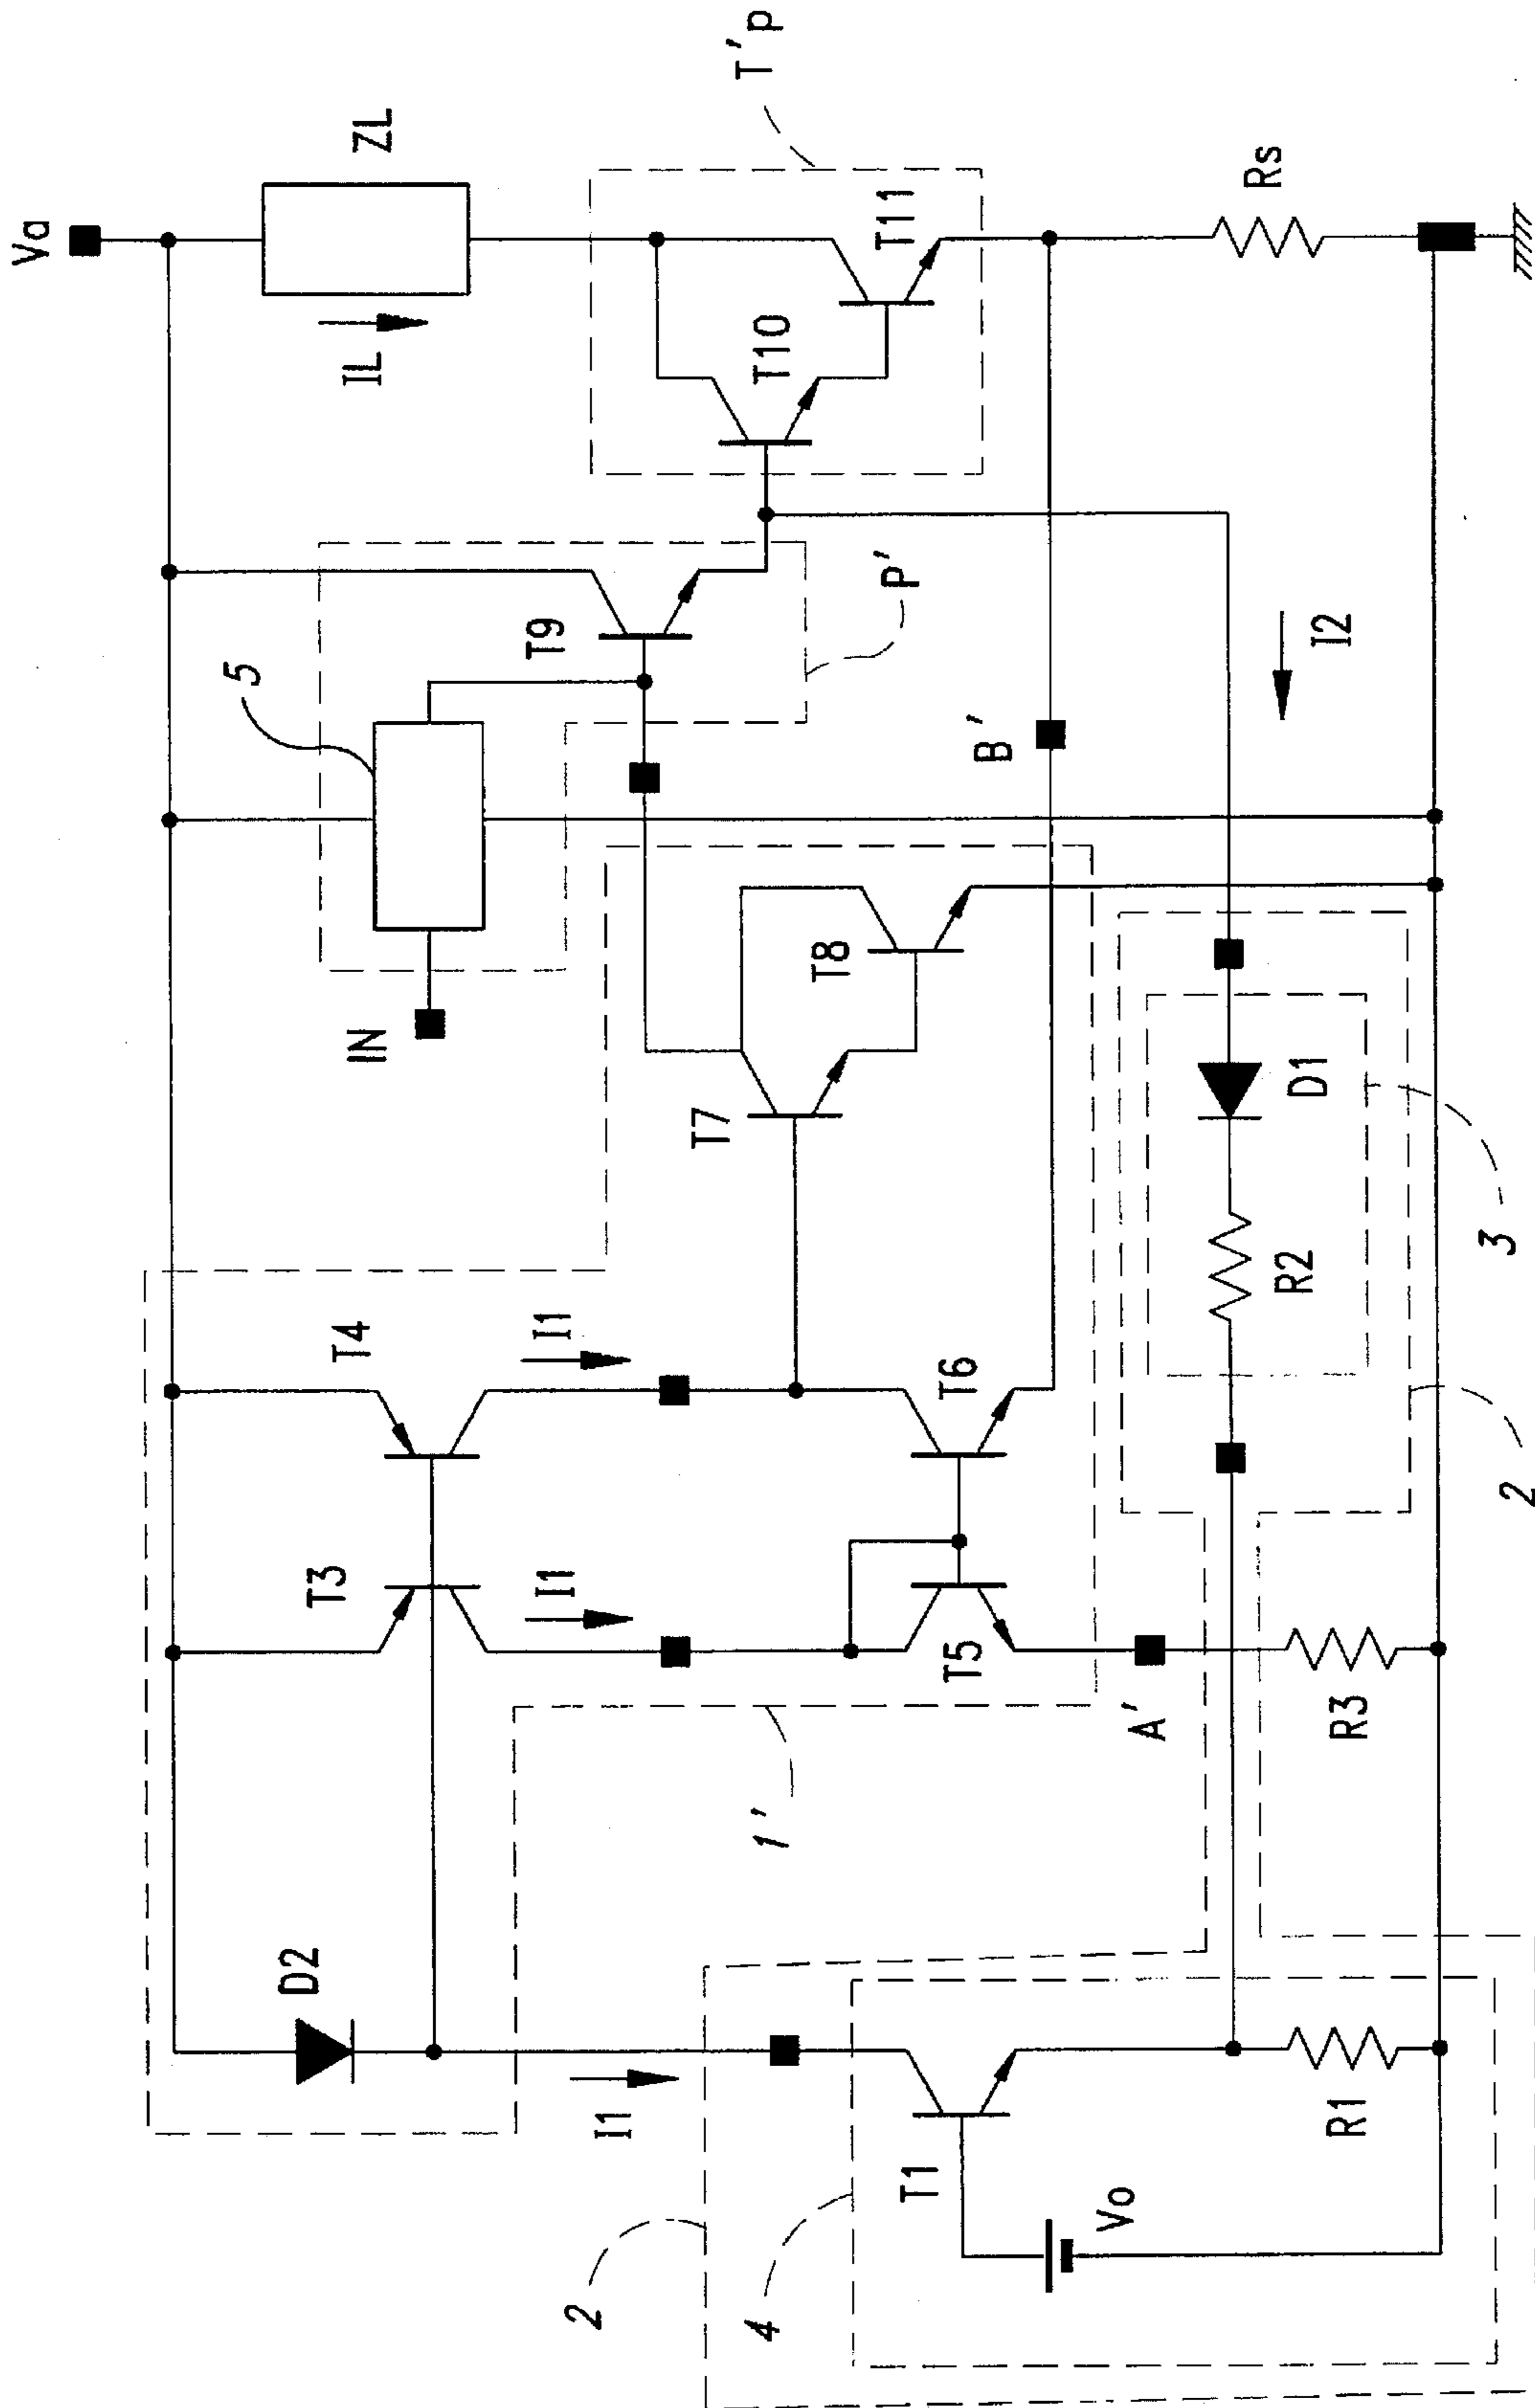 Va
ZL
IL
T'p
T10
T11
Rs
5
T9
P'
IN
I2
B'
T8
T7
D1
R2
3
2
T4
I1
T6
T3
I1
T5
A'
R3
1'
D2
I1
T1
R1
Vo
2
4